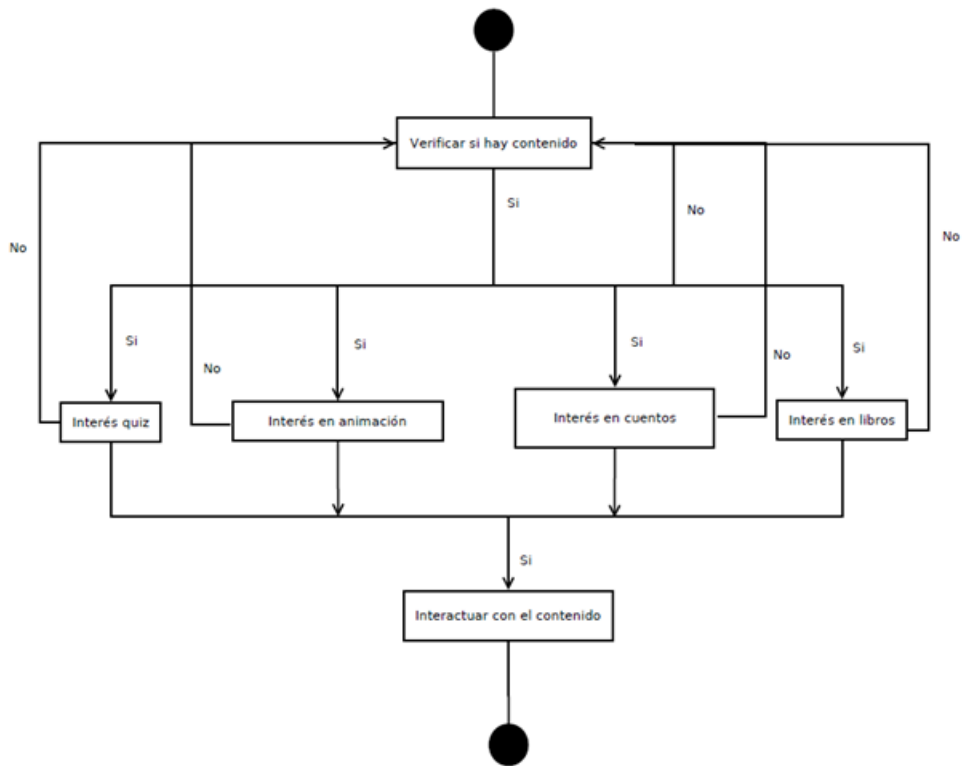 Verificar si hay contenido
Si
No
No
No
Si
Si
Si
Si
No
No
Interés quiz
Interés en animación
Interés en cuentos
Interés en libros
Si
Interactuar con el contenido